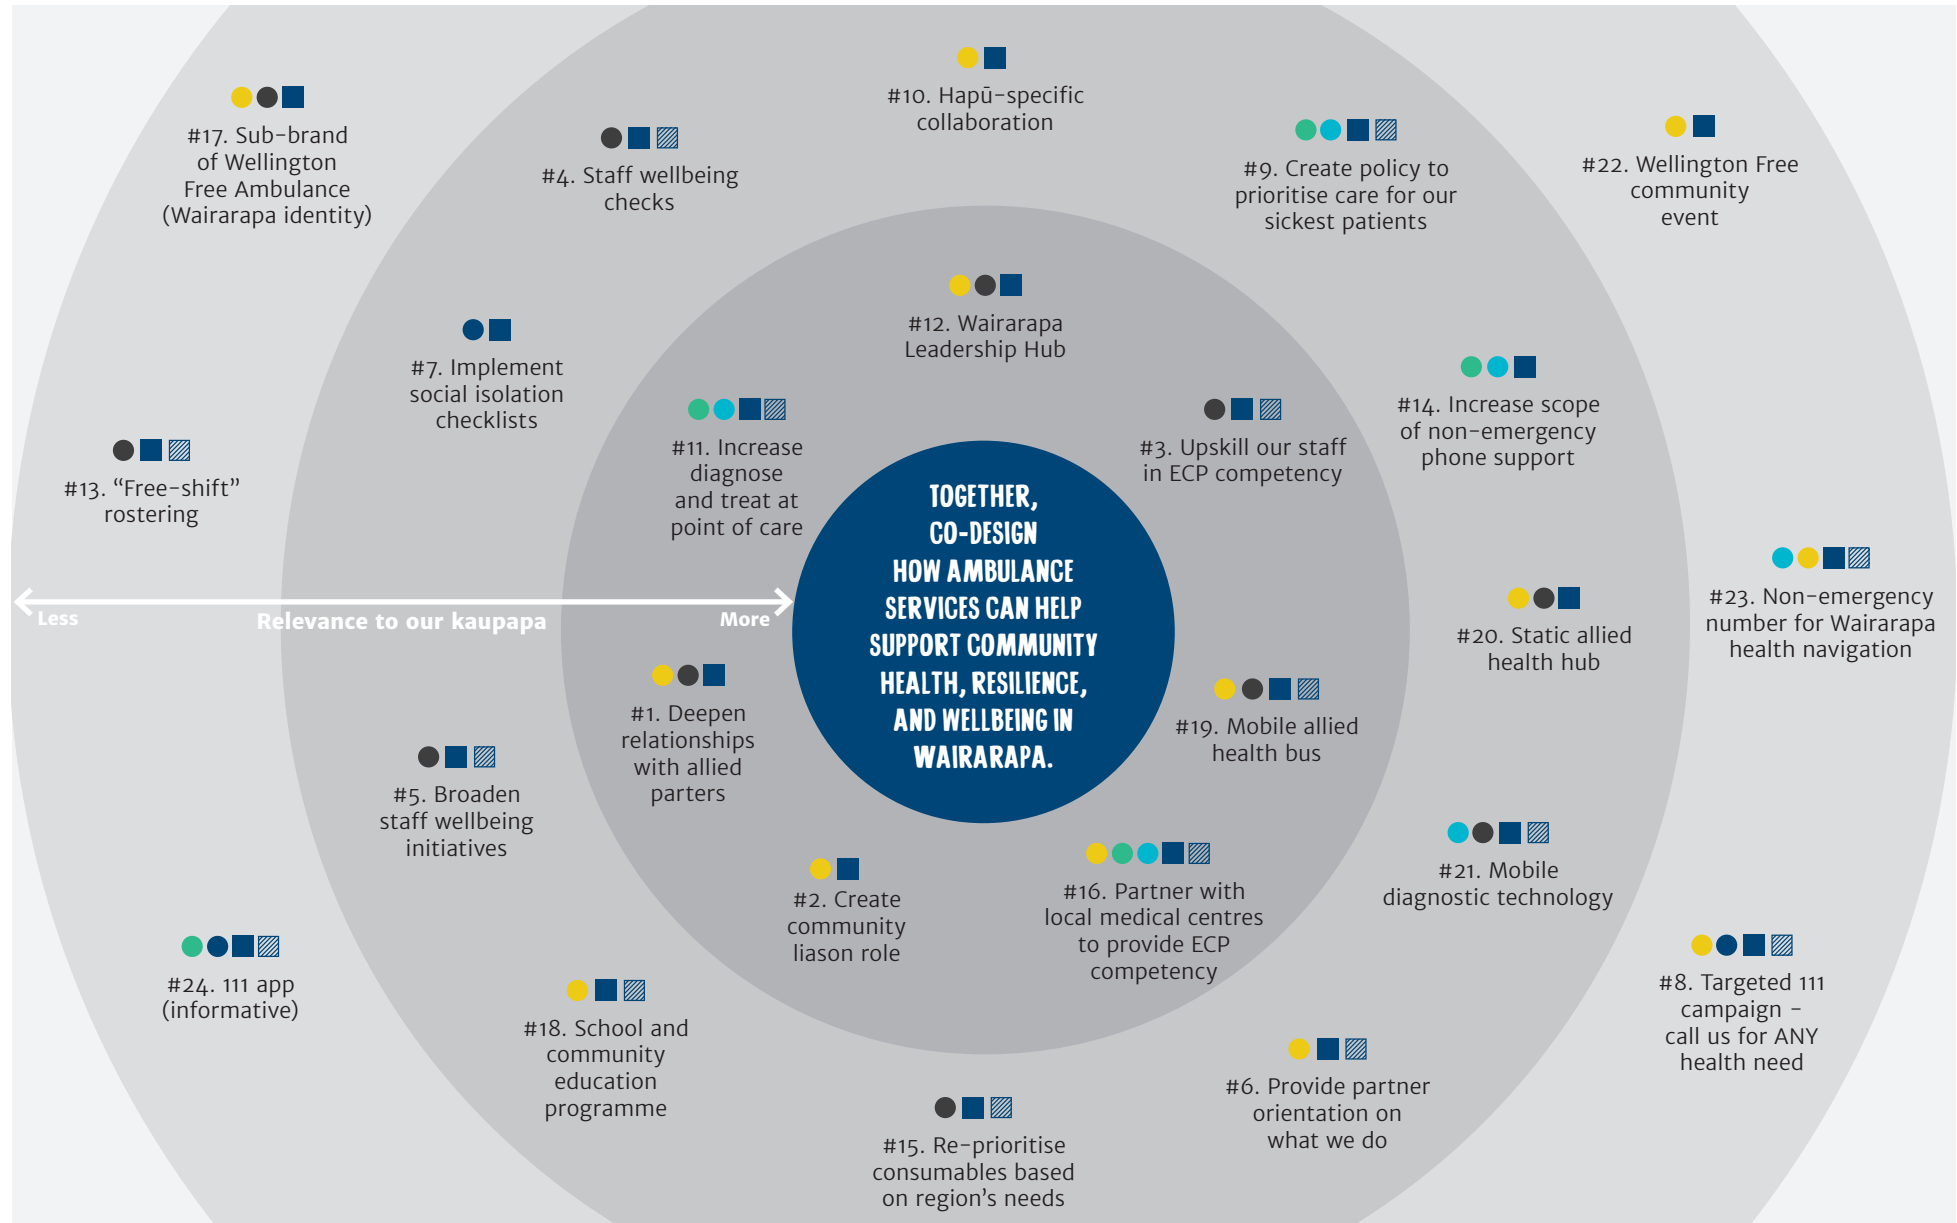 #10. Hapū-specific
collaboration
#17. Sub-brand
of Wellington
Free Ambulance
(Wairarapa identity)
#4. Staff wellbeing
checks
#9. Create policy to
prioritise care for our
sickest patients
#22. Wellington Free
community
event
#12. Wairarapa
Leadership Hub
#7. Implement
social isolation
checklists
#14. Increase scope
of non-emergency
phone support
#11. Increase
diagnose
and treat at
point of care
#3. Upskill our staff
in ECP competency
#13. “Free-shift”
rostering
TOGETHER,
CO-DESIGN
HOW AMBULANCE
SERVICES CAN HELP
SUPPORT COMMUNITY
HEALTH, RESILIENCE,
AND WELLBEING IN
WAIRARAPA.
Less
Relevance to our kaupapa
More
#23. Non-emergency
number for Wairarapa
health navigation
#20. Static allied
health hub
#1. Deepen
relationships
with allied
parters
#19. Mobile allied
health bus
#5. Broaden
staff wellbeing
initiatives
#2. Create
community
liason role
#16. Partner with
local medical centres
to provide ECP
competency
#21. Mobile
diagnostic technology
#24. 111 app
(informative)
#8. Targeted 111
campaign -
call us for ANY
health need
#18. School and
community
education
programme
#6. Provide partner
orientation on
what we do
#15. Re-prioritise
consumables based
on region’s needs